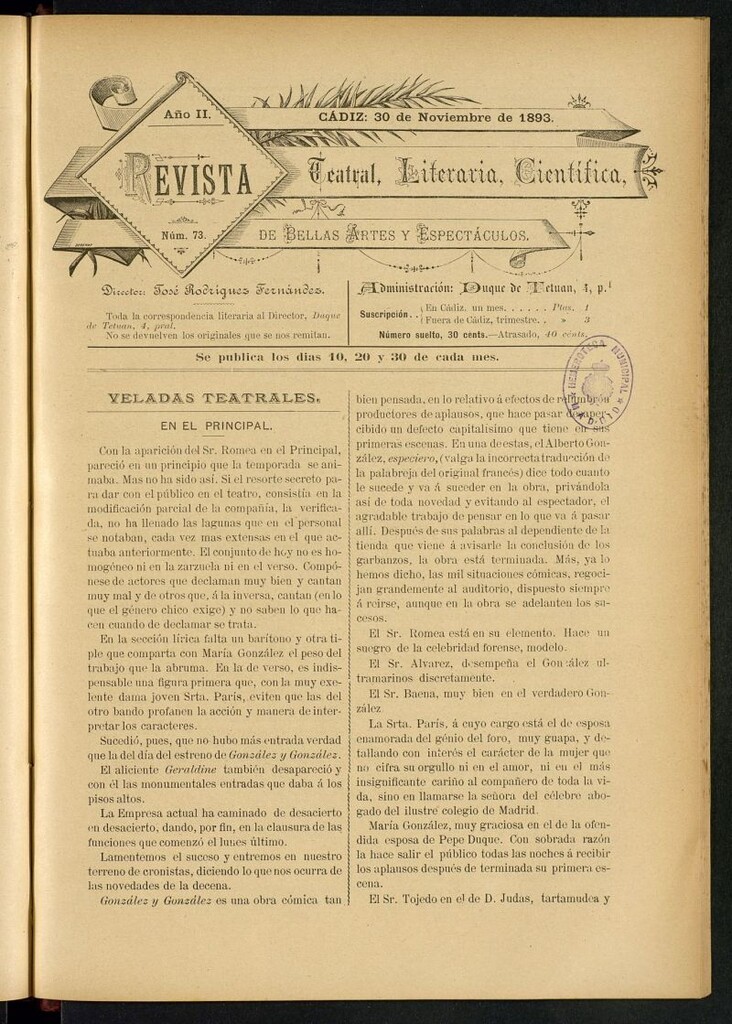 Año II.
CÁDIZ: 30 de Noviembre de 1893.
REVISTA
Teatral, Literaria, Científica,
Núm. 73.
DE BELLAS ARTES Y ESPECTÁCULOS.
Director: José Rodríguez Fernández.
Toda la correspondencia literaria al Director, Duque
de Tetuan, 4, pral.
No se devuelven los originales que se nos remitan.
Administración: Duque de Tetuan, 4, p.l
Suscripción. . { En Cádiz, un mes. . . . . . Ptas. 1
Fuera de Cádiz, trimestre. . » 3
Número suelto, 30 cénts.—Atrasado, 40 cents.
Se publica los dias 10, 20 y 30 de cada mes.
HEMEROTECA MUNICIPAL
MADRID
VELADAS TEATRALES.
EN EL PRINCIPAL.
Con la aparición del Sr. Romea en el Principal,
pareció en un principio que la temporada se ani-
maba. Mas no ha sido así. Si el resorte secreto pa-
ra dar con el público en el teatro, consistía en la
modificación parcial de la compañía, la verifica-
da, no ha llenado las lagunas que en el personal
se notaban, cada vez mas extensas en el que ac-
tuaba anteriormente. El conjunto de hoy no es ho-
mogéneo ni en la zarzuela ni en el verso. Compó-
nese de actores que declaman muy bien y cantan
muy mal y de otros que, á la inversa, cantan (en lo
que el género chico exige) y no saben lo que ha-
cen cuando de declamar se trata.
En la sección lírica falta un barítono y otra ti-
ple que comparta con María González el peso del
trabajo que la abruma. En la de verso, es indis-
pensable una figura primera que, con la muy exe-
lente dama joven Srta. París, eviten que las del
otro bando profanen la acción y manera de inter-
pretar los caracteres.
Sucedió, pues, que no hubo más entrada verdad
que la del día del estreno de González y González.
El aliciente Geraldine también desapareció y
con él las monumentales entradas que daba á los
pisos altos.
La Empresa actual ha caminado de desacierto
en desacierto, dando, por fin, en la clausura de las
funciones que comenzó el lunes último.
Lamentemos el suceso y entremos en nuestro
terreno de cronistas, diciendo lo que nos ocurra de
las novedades de la decena.
González y González es una obra cómica tan
bien pensada, en lo relativo á efectos de relumbrón
productores de aplausos, que hace pasar desaper-
cibido un defecto capitalísimo que tiene en sus
primeras escenas. En una de estas, el Alberto Gon-
zález, especiero, (valga la incorrecta traducción de
la palabreja del original francés) dice todo cuanto
le sucede y va á suceder en la obra, privándola
así de toda novedad y evitando al espectador, el
agradable trabajo de pensar en lo que va á pasar
allí. Después de sus palabras al dependiente de la
tienda que viene á avisarle la conclusión de los
garbanzos, la obra está terminada. Más, ya lo
hemos dicho, las mil situaciones cómicas, regoci-
jan grandemente al auditorio, dispuesto siempre
á reirse, aunque en la obra se adelanten los su-
cesos.
El Sr. Romea está en su elemento. Hace un
suegro de la celebridad forense, modelo.
El Sr. Alvarez, desempeña el González ul-
tramarinos discretamente.
El Sr. Baena, muy bien en el verdadero Gon-
zález
La Srta. París, á cuyo cargo está el de esposa
enamorada del génio del foro, muy guapa, y de-
tallando con interés el carácter de la mujer que
no cifra su orgullo ni en el amor, ni en el más
insignificante cariño al compañero de toda la vi-
da, sino en llamarse la señora del célebre abo-
gado del ilustre colegio de Madrid.
María González, muy graciosa en el de la ofen-
dida esposa de Pepe Duque. Con sobrada razón
la hace salir el público todas las noches á recibir
los aplausos después de terminada su primera es-
cena.
El Sr. Tojedo en el de D. Judas, tartamudea y